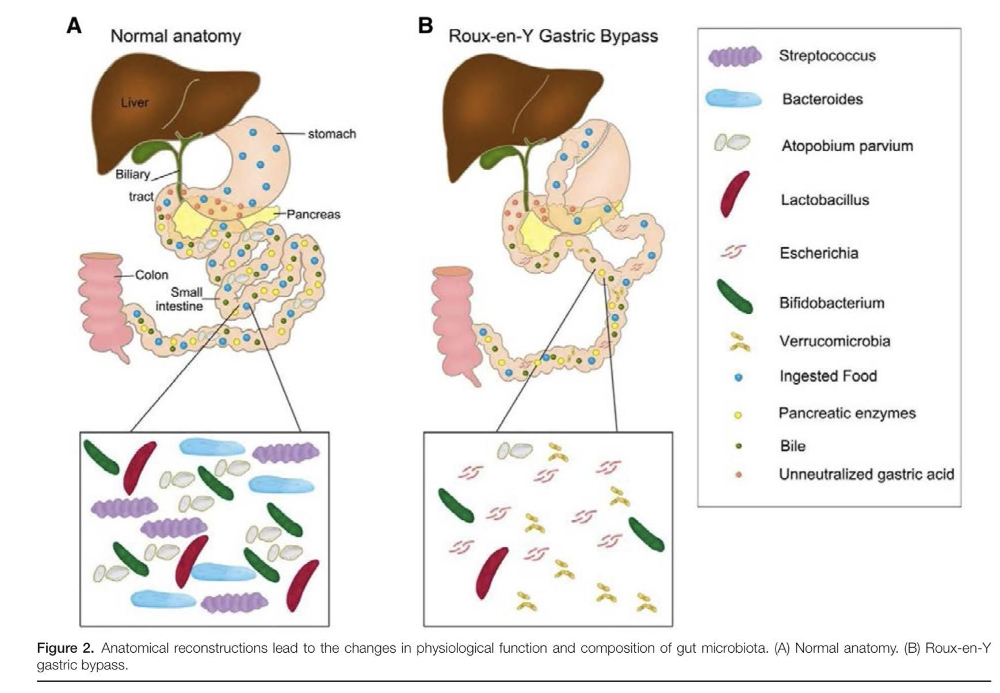 A
Normal anatomy
Liver
stomach
Biliary
tract
Pancreas
Colon
Small
intestine
B
Roux-en-Y Gastric Bypass
Streptococcus
Bacteroides
Atopobium parvium
Lactobacillus
Escherichia
Bifidobacterium
Verrucomicrobia
Ingested Food
Pancreatic enzymes
Bile
Unneutralized gastric acid
Figure 2. Anatomical reconstructions lead to the changes in physiological function and composition of gut microbiota. (A) Normal anatomy. (B) Roux-en-Y
gastric bypass.